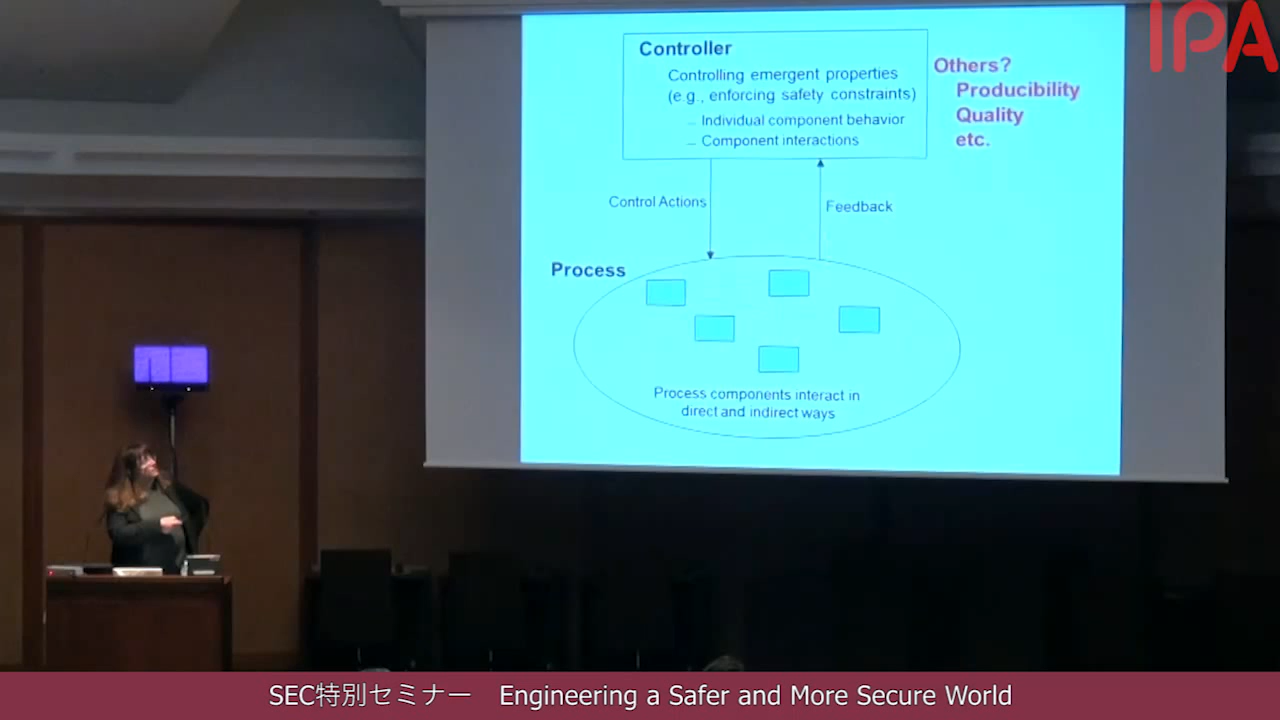 IPA
Controller
Controlling emergent properties
(e.g., enforcing safety constraints)
– Individual component behavior
– Component interactions
Others?
Producibility
Quality
etc.
Control Actions
Feedback
Process
Process components interact in
direct and indirect ways
SEC特別セミナー Engineering a Safer and More Secure World